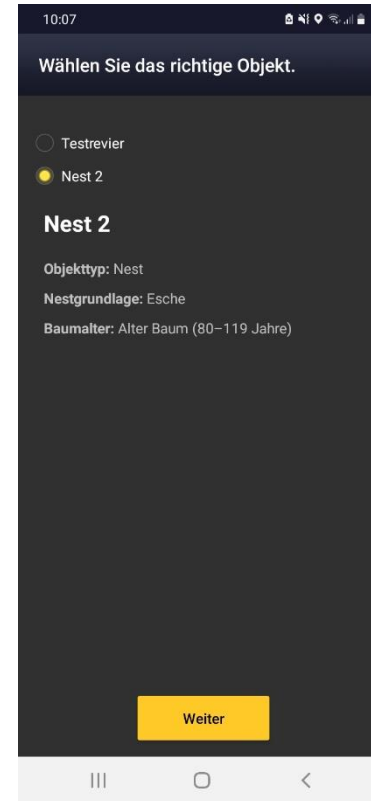 10:07
Wählen Sie das richtige Objekt.
Testrevier
Nest 2
Nest 2
Objekttyp: Nest
Nestgrundlage: Esche
Baumalter: Alter Baum (80–119 Jahre)
Weiter